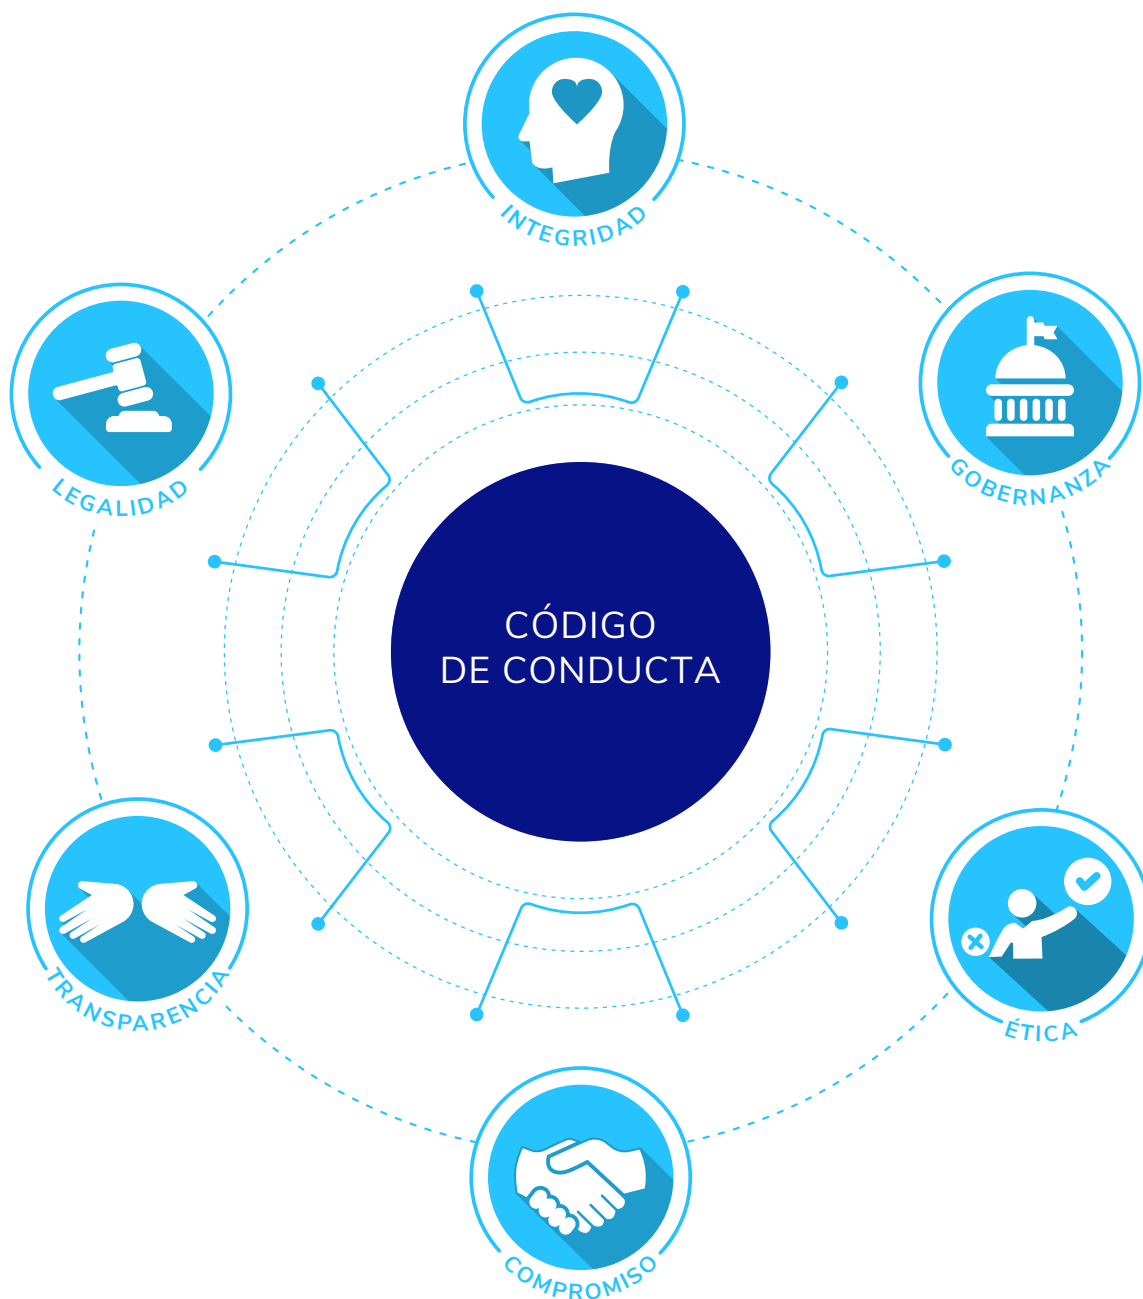 INTEGRIDAD
GOBERNANZA
LEGALIDAD
CÓDIGO
DE CONDUCTA
TRANSPARENCIA
ÉTICA
COMPROMISO